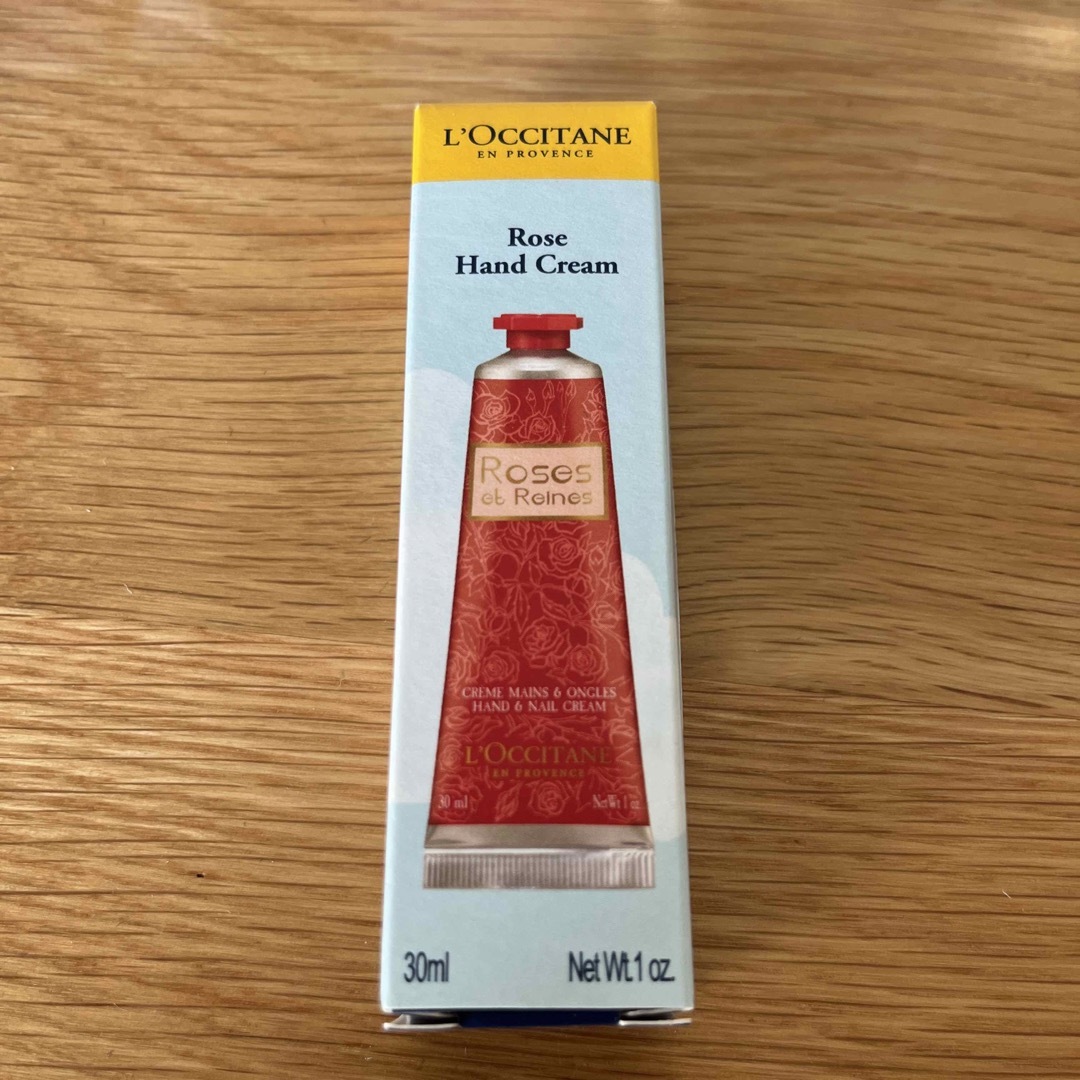 L'OCCITANE
EN PROVENCE
Rose
Hand Cream
Roses
et Reines
CREME MAINS & ONGLES
HAND & NAIL CREAM
L'OCCITANE
EN PROVENCE
30 ml Net Wt 1 oz
30ml Net Wt. 1 oz.